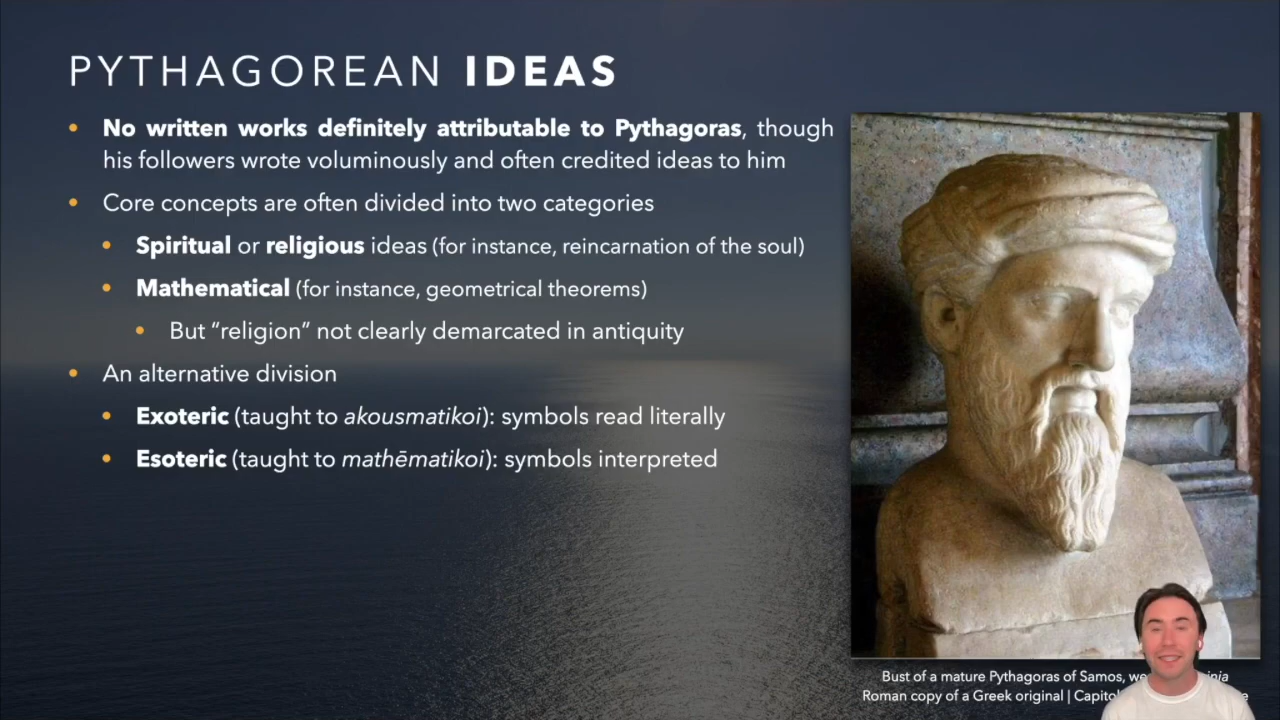 PYTHAGOREAN IDEAS
• No written works definitely attributable to Pythagoras, though
his followers wrote voluminously and often credited ideas to him
• Core concepts are often divided into two categories
• Spiritual or religious ideas (for instance, reincarnation of the soul)
• Mathematical (for instance, geometrical theorems)
• But “religion” not clearly demarcated in antiquity
• An alternative division
• Exoteric (taught to akousmatikoi): symbols read literally
• Esoteric (taught to mathēmatikoi): symbols interpreted
Bust of a mature Pythagoras of Samos,
Roman copy of a Greek original |